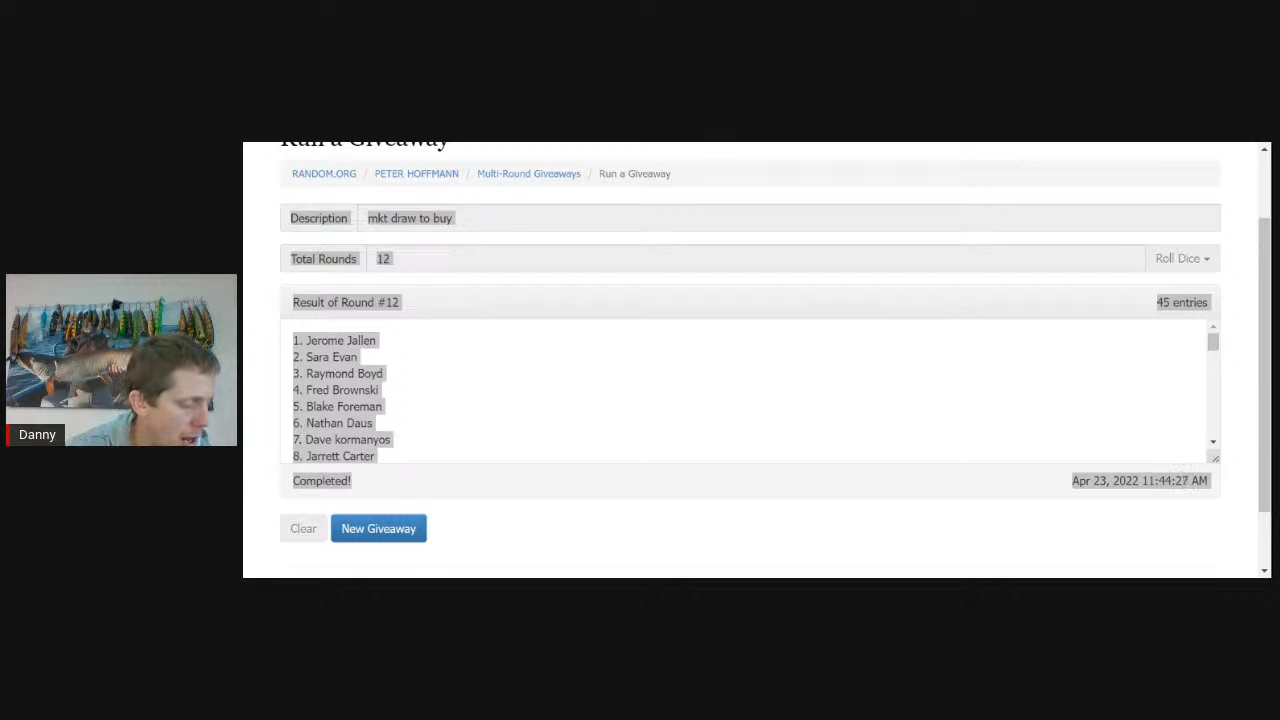 Run a Giveaway
RANDOM.ORG / PETER HOFFMANN / Multi-Round Giveaways / Run a Giveaway
Description mkt draw to buy
Total Rounds 12 Roll Dice
Result of Round #12 45 entries
1. Jerome Jallen
2. Sara Evan
3. Raymond Boyd
4. Fred Brownski
5. Blake Foreman
6. Nathan Daus
7. Dave kormanyos
8. Jarrett Carter
Danny
Completed! Apr 23, 2022 11:44:27 AM
Clear New Giveaway